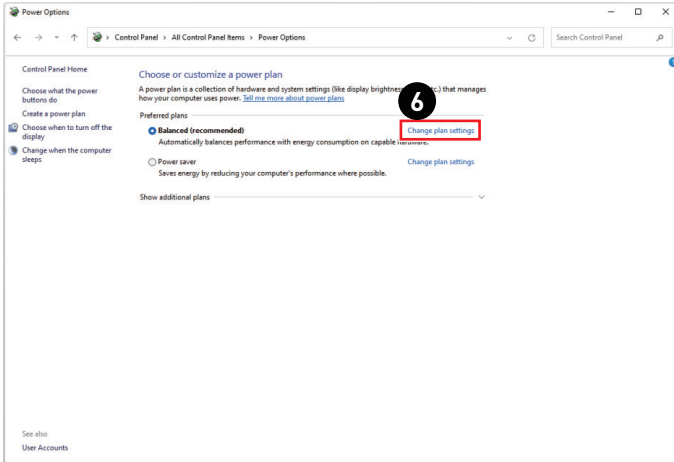 Power Options
Control Panel > All Control Panel Items > Power Options
Search Control Panel
Control Panel Home
Choose what the power
buttons do
Create a power plan
Choose when to turn off the
display
Change when the computer
sleeps
Choose or customize a power plan
A power plan is a collection of hardware and system settings (like display brightness, etc.) that manages
how your computer uses power. Tell me more about power plans
6
Preferred plans
Balanced (recommended)
Change plan settings
Automatically balances performance with energy consumption on capable hardware.
Power saver
Change plan settings
Saves energy by reducing your computer's performance where possible.
Show additional plans
See also
User Accounts